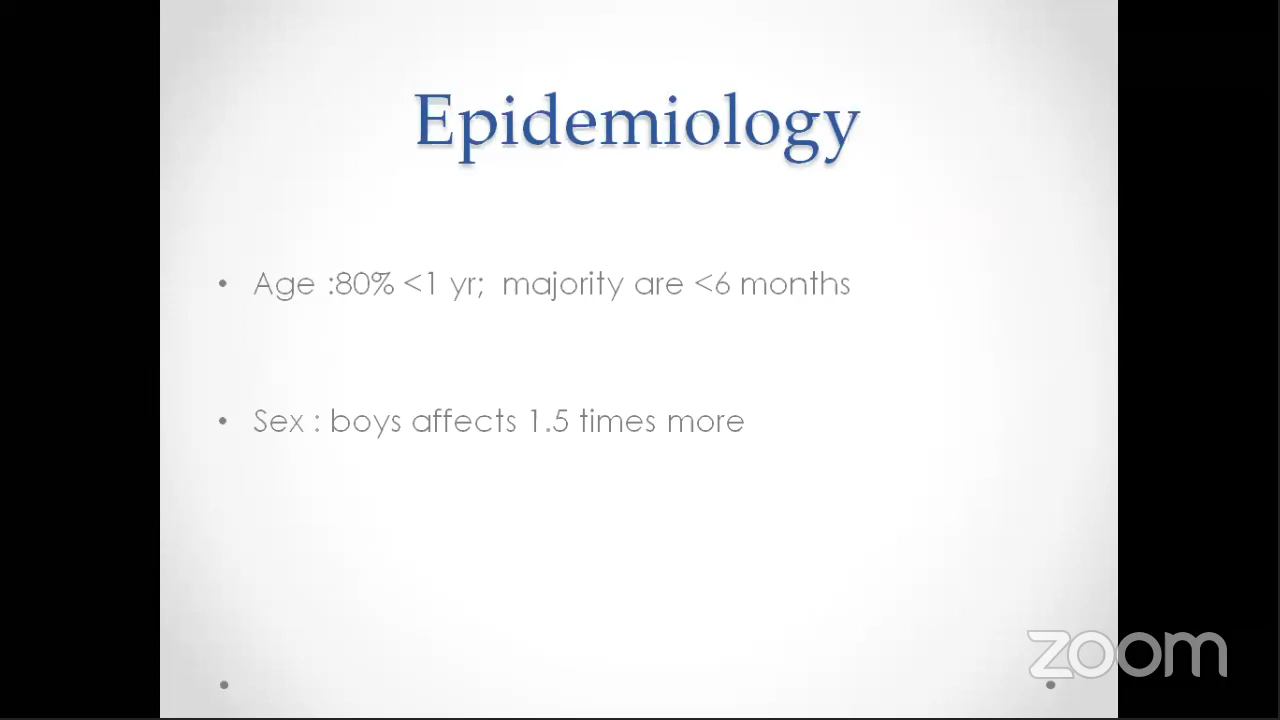 Epidemiology
• Age :80% <1 yr; majority are <6 months
• Sex : boys affects 1.5 times more
zoom